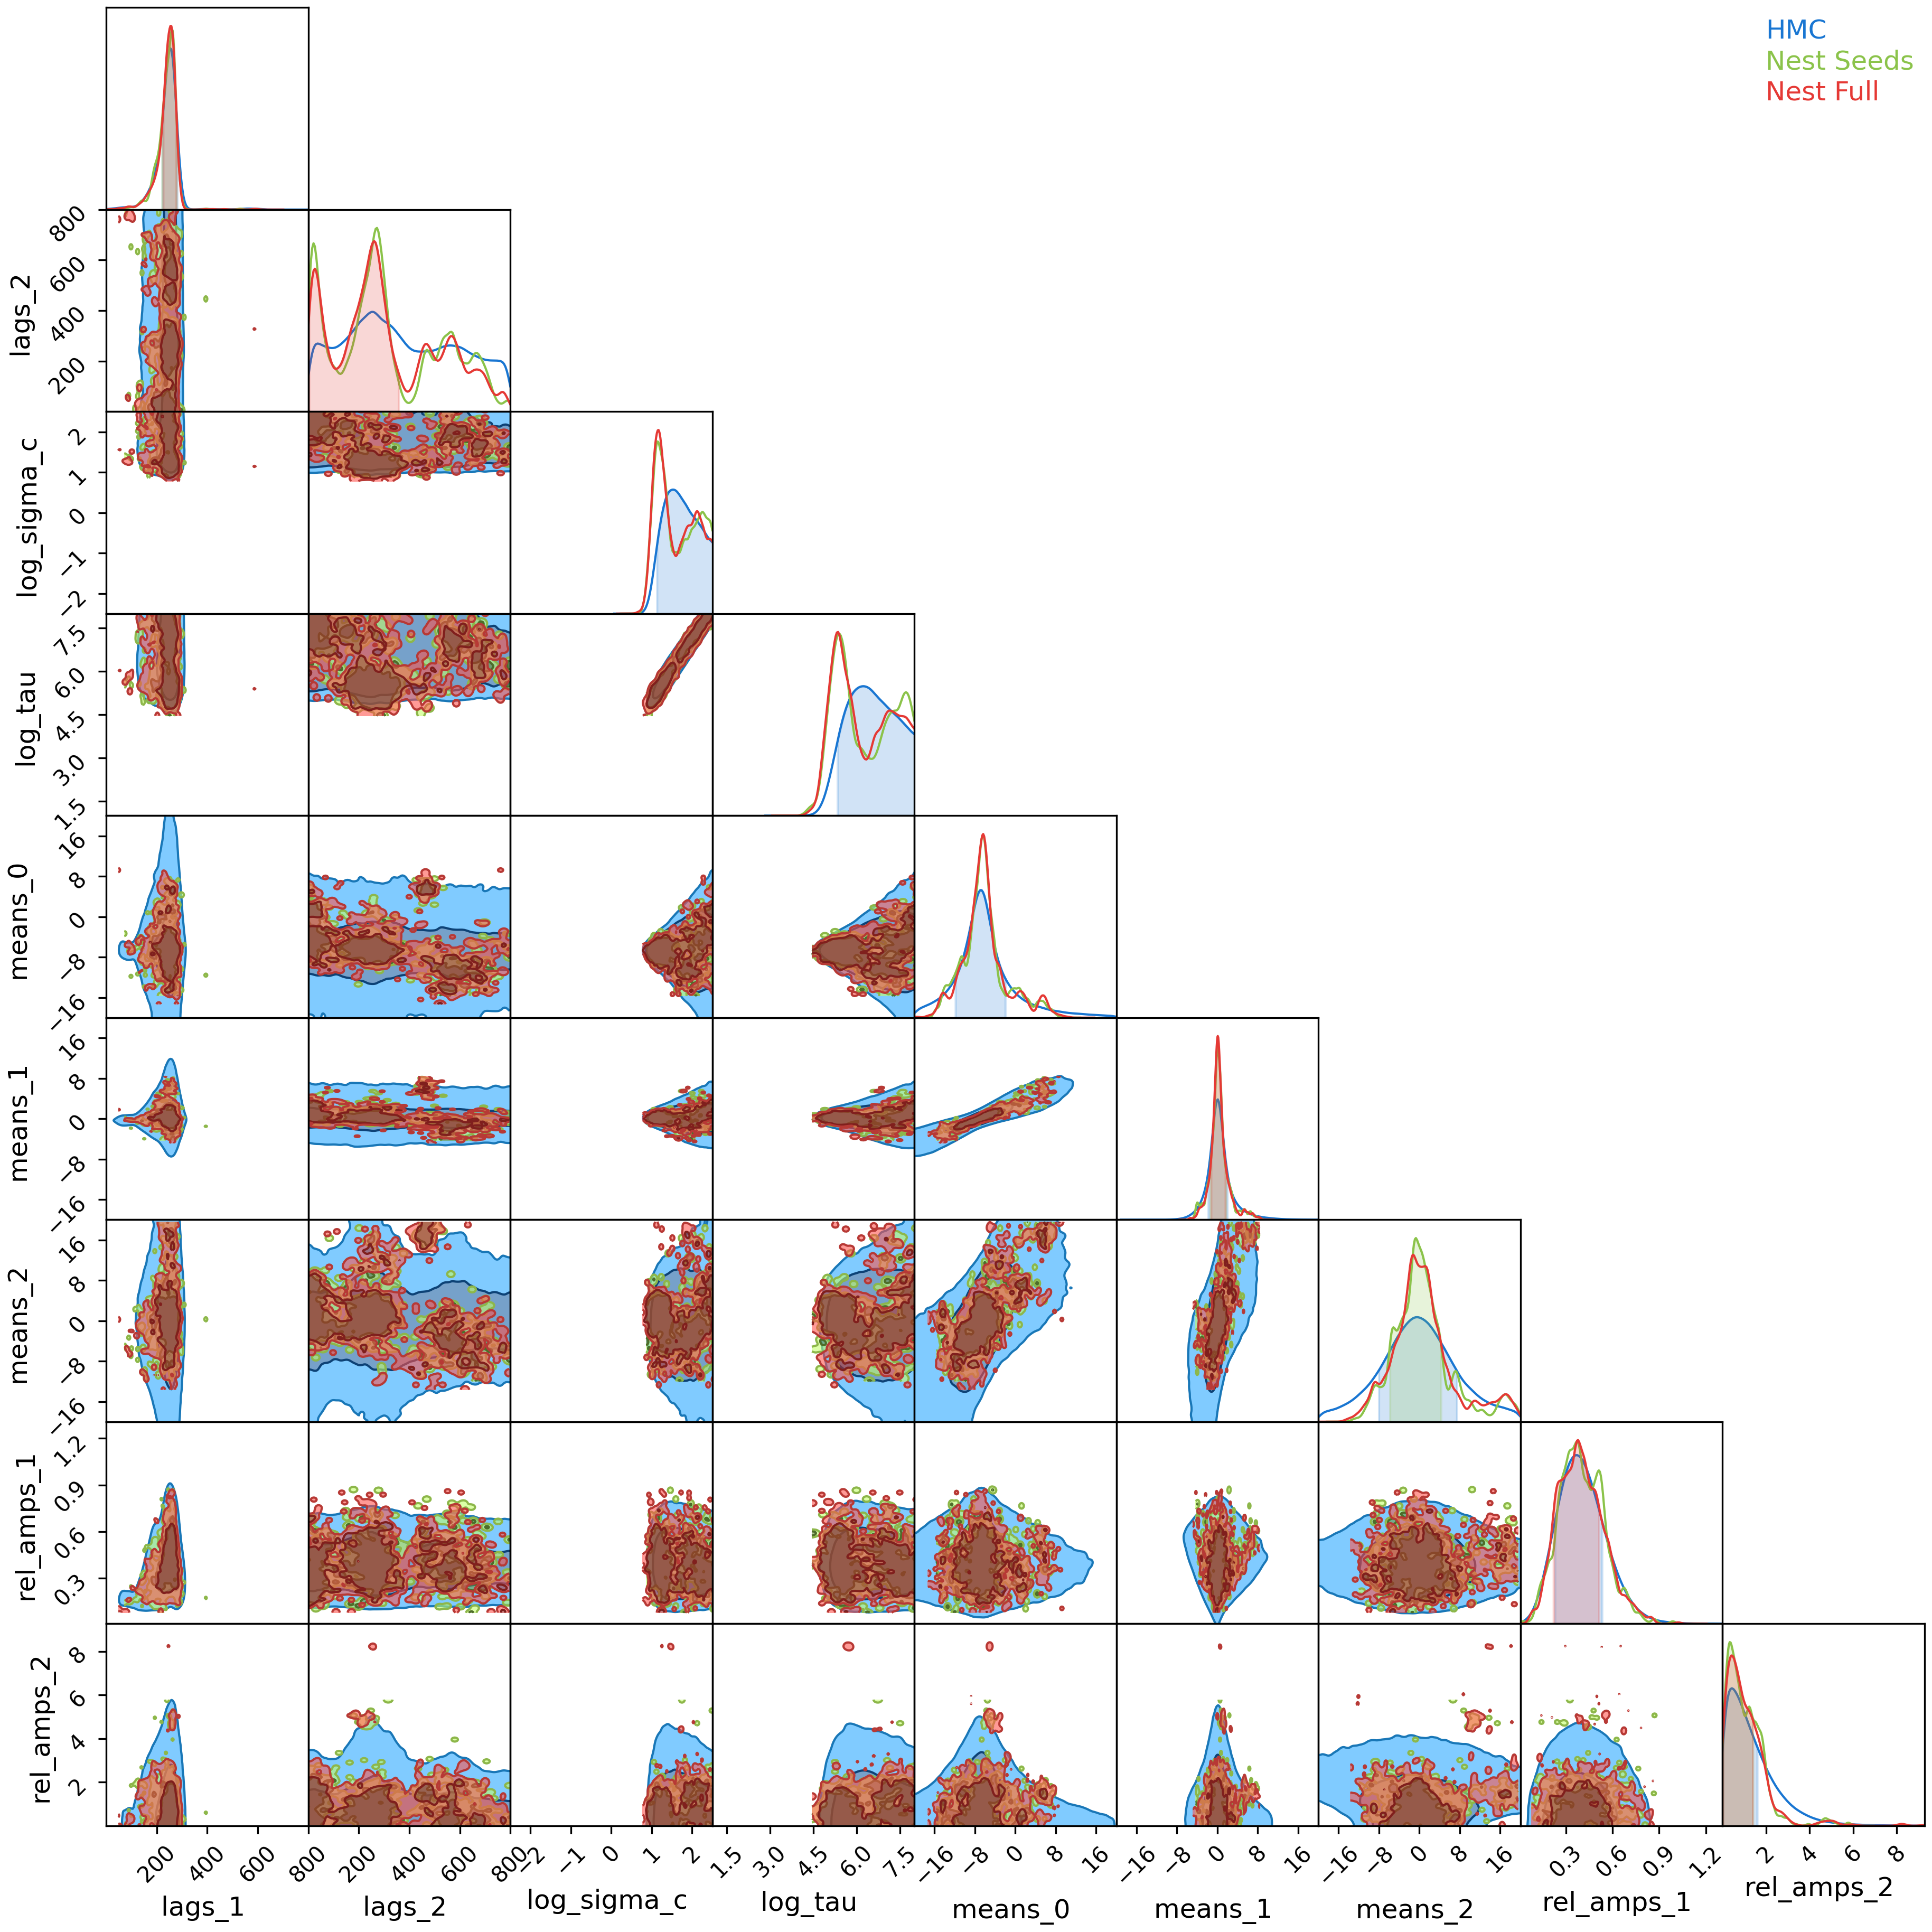 HMC
Nest Seeds
Nest Full
800
600
400
200
lags_2
2
1
0
−1
−2
log_sigma_c
7.5
6.0
4.5
3.0
1.5
log_tau
16
8
0
−8
−16
means_0
16
8
0
−8
−16
means_1
16
8
0
−8
−16
means_2
1.2
0.9
0.6
0.3
rel_amps_1
8
6
4
2
rel_amps_2
200 400 600 800 200 400 600 800 −2 −1 0 1 2 1.5 3.0 4.5 6.0 7.5 −16 −8 0 8 16 −16 −8 0 8 16 −16 −8 0 8 16 0.3 0.6 0.9 1.2 2 4 6 8
lags_1 lags_2 log_sigma_c log_tau means_0 means_1 means_2 rel_amps_1 rel_amps_2